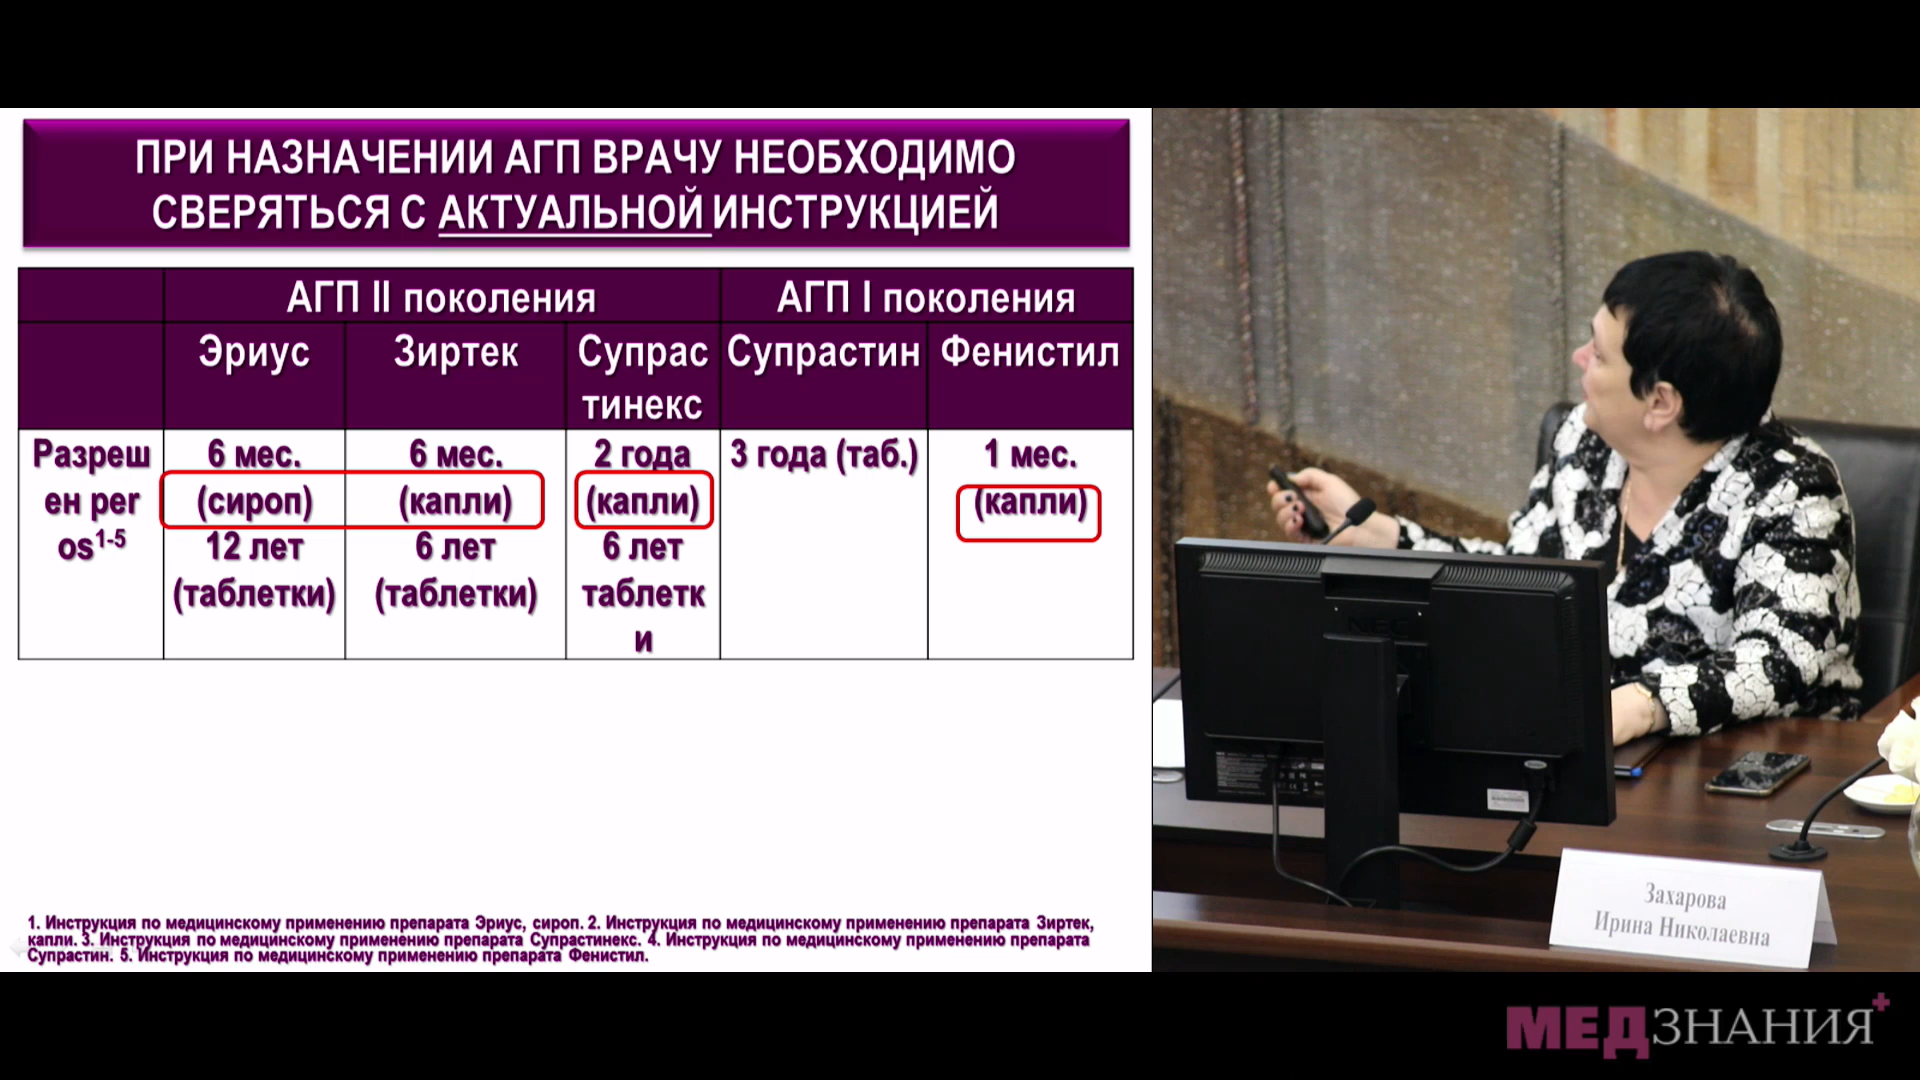 ПРИ НАЗНАЧЕНИИ АГП ВРАЧУ НЕОБХОДИМО
СВЕРЯТЬСЯ С АКТУАЛЬНОЙ ИНСТРУКЦИЕЙ
АГП II поколения
АГП I поколения
Эриус
Зиртек
Супрас
тинекс
Супрастин
Фенистил
Разреш
ен per
os1-5
6 мес.
(сироп)
12 лет
(таблетки)
6 мес.
(капли)
6 лет
(таблетки)
2 года
(капли)
6 лет
таблетк
и
3 года (таб.)
1 мес.
(капли)
1. Инструкция по медицинскому применению препарата Эриус, сироп. 2. Инструкция по медицинскому применению препарата Зиртек,
капли. 3. Инструкция по медицинскому применению препарата Супрастинекс. 4. Инструкция по медицинскому применению препарата
Супрастин. 5. Инструкция по медицинскому применению препарата Фенистил.
NEC
Захарова
Ирина Николаевна
МЕДЗНАНИЯ+